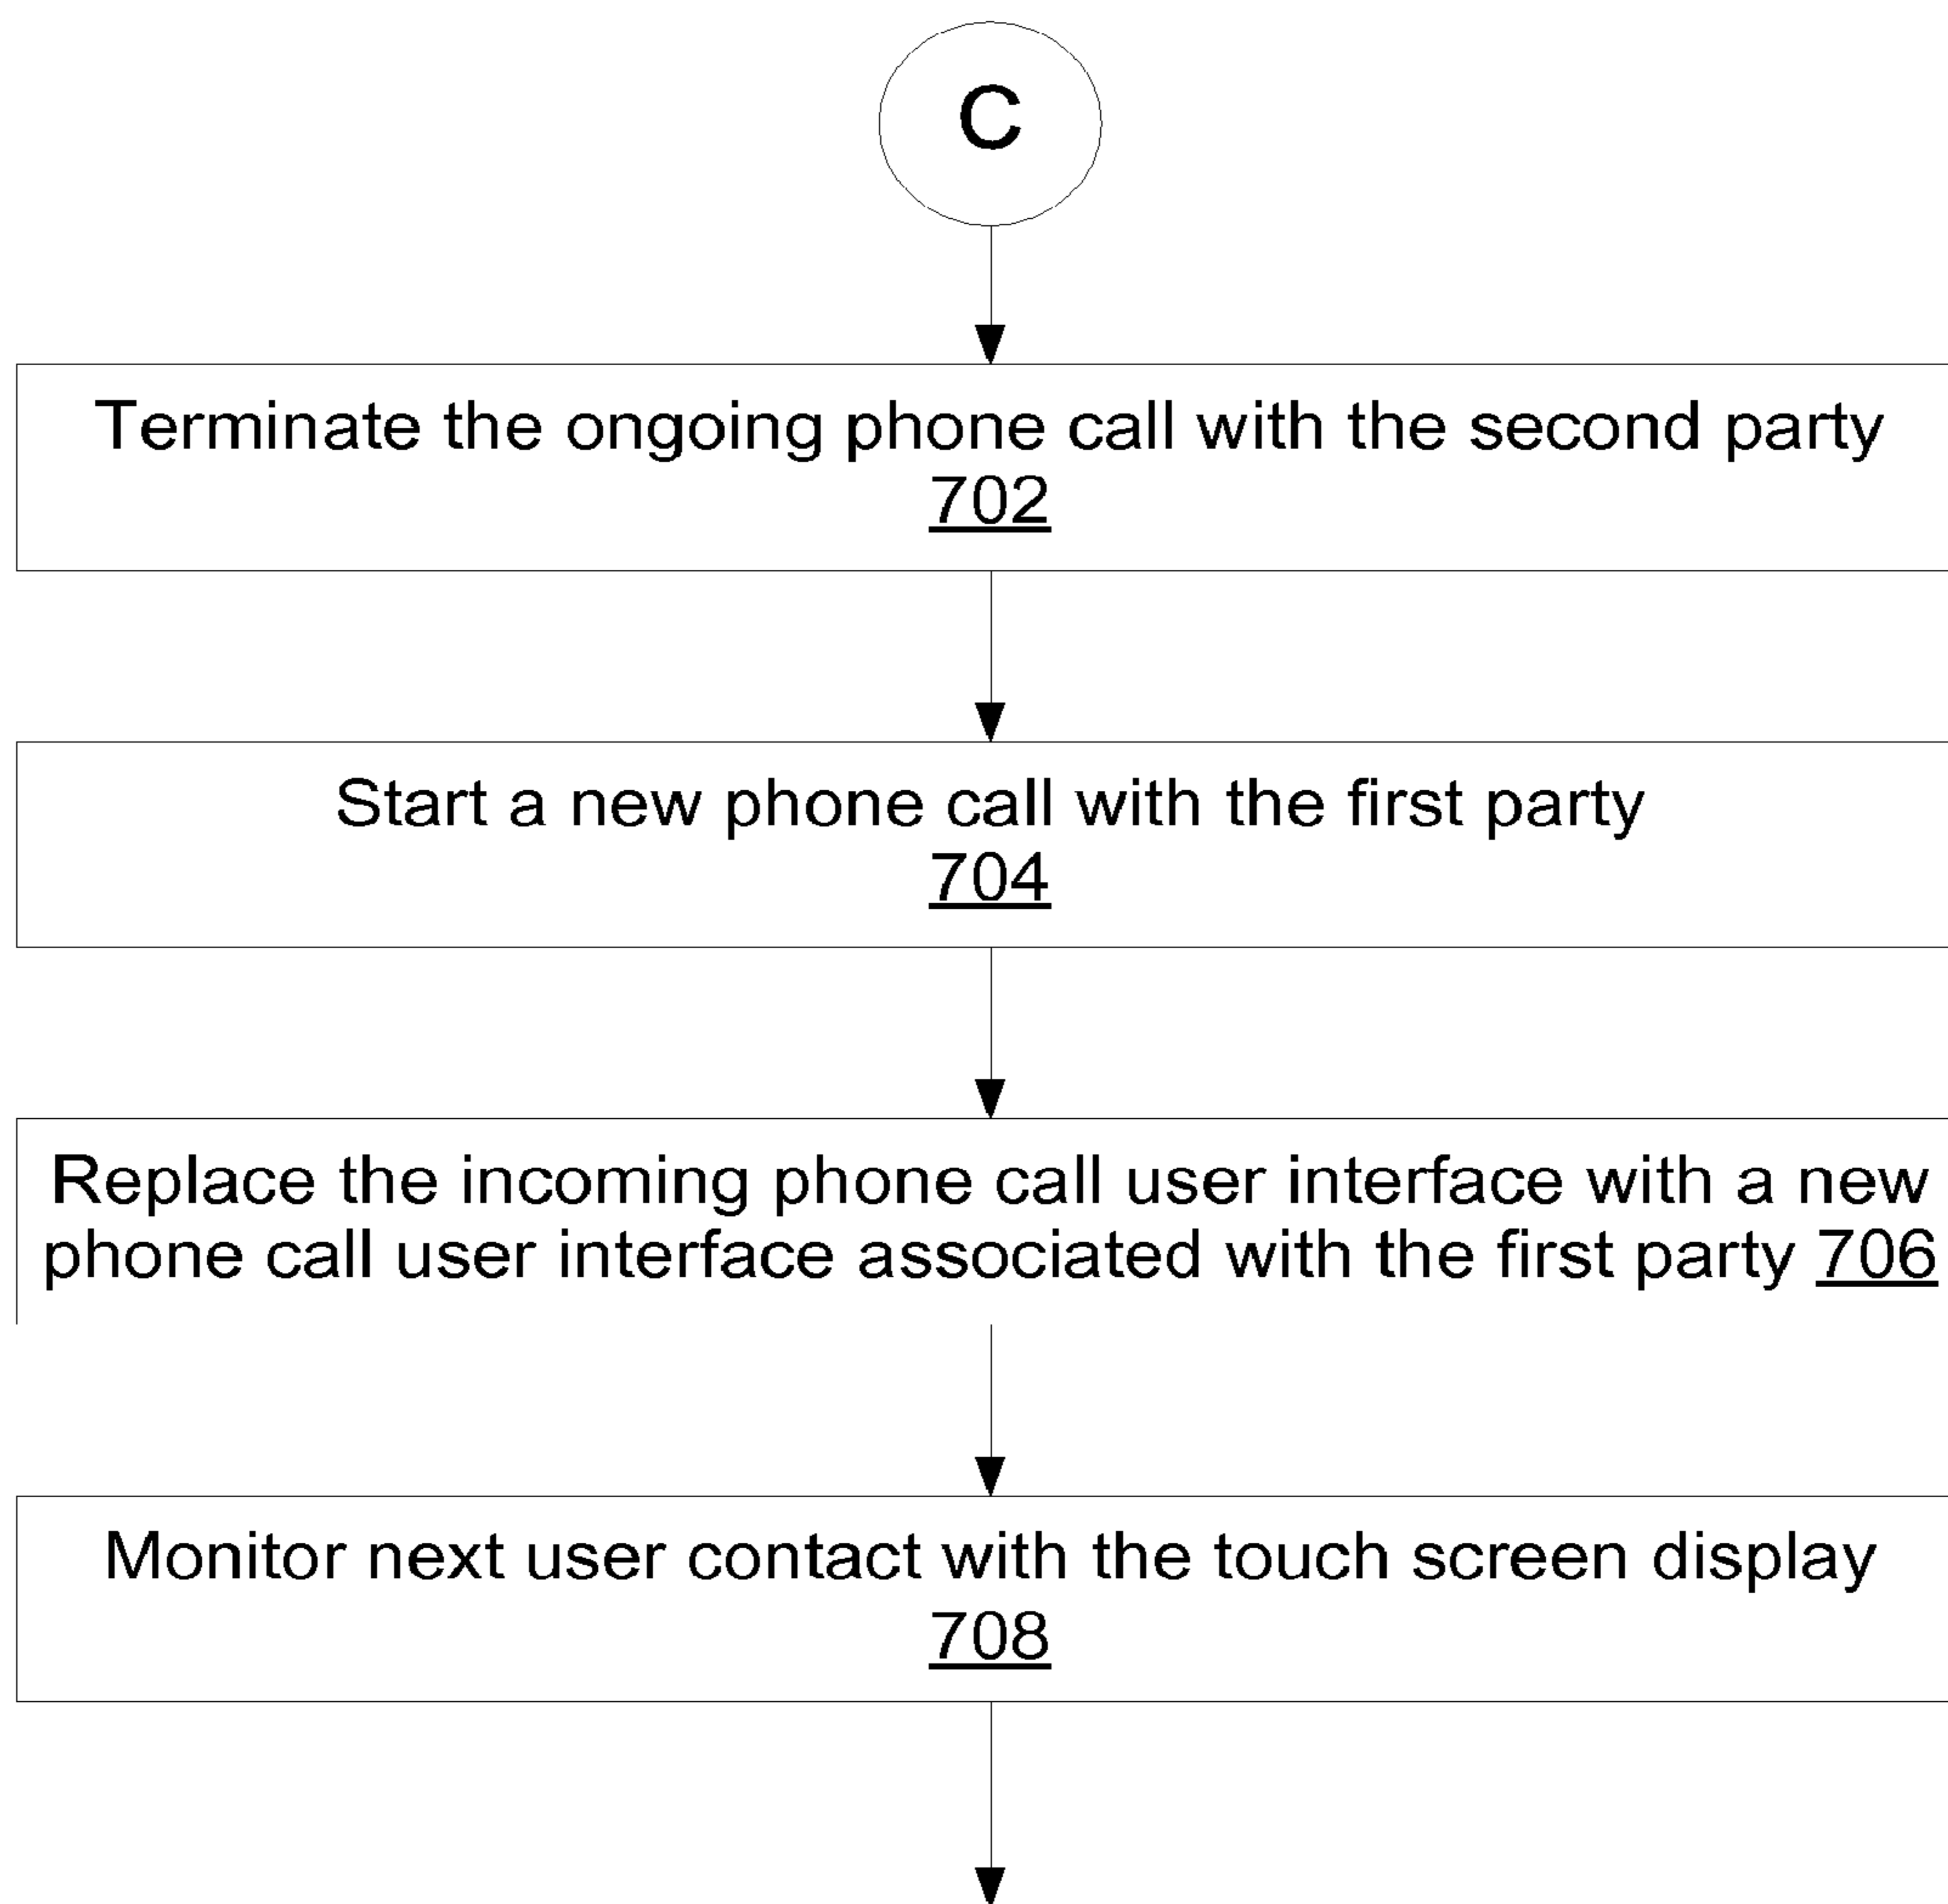 C
Terminate the ongoing phone call with the second party
702
Start a new phone call with the first party
704
Replace the incoming phone call user interface with a new
phone call user interface associated with the first party 706
Monitor next user contact with the touch screen display
708